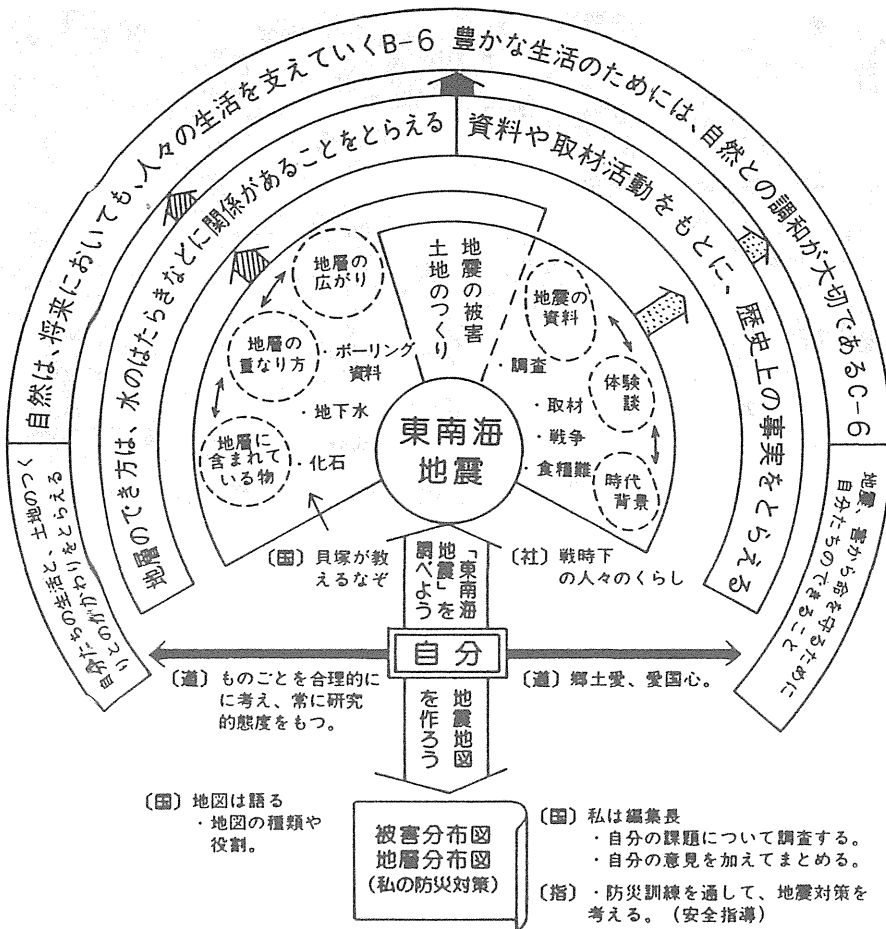 自然は、将来においても、人々の生活を支えていくB-6
豊かな生活のためには、自然との調和が大切であるC-6
地層のでき方は、水のはたらきなどに関係があることをとらえる
資料や取材活動をもとに、歴史上の事実をとらえる
自分たちの生活と、土地のつく
りとのかかわりをとらえる
地震、害から命を守るために
自分たちのできること
地層の
広がり
地層の
重なり方
地層に
含まれて
いる物
・ボーリング
資料
・地下水
・化石
地震の被害
土地のつくり
地震の
資料
体験
談
時代
背景
・調査
・取材
・戦争
・食糧難
東南海
地震
〔国〕貝塚が教
えるなぞ
「東南海
地震」を
調べよう
〔社〕戦時下
の人々のくらし
自分
〔道〕ものごとを合理的に
に考え、常に研究
的態度をもつ。
〔道〕郷土愛、愛国心。
地震地図
を作ろう
〔国〕地図は語る
・地図の種類や
役割。
被害分布図
地層分布図
(私の防災対策)
〔国〕私は編集長
・自分の課題について調査する。
・自分の意見を加えてまとめる。
〔指〕・防災訓練を通して、地震対策を
考える。(安全指導)